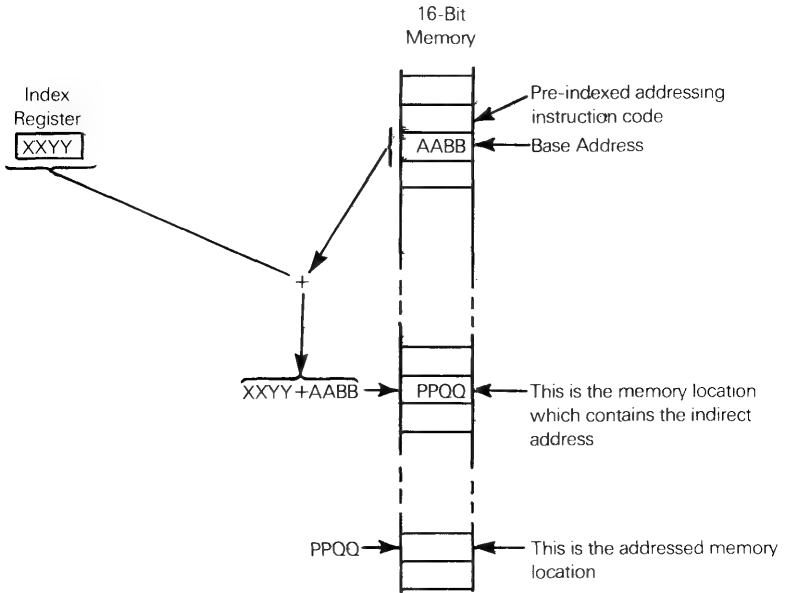 16-Bit
Memory
Index
Register
XXYY
Pre-indexed addressing
instruction code
AABB
Base Address
+
XXYY+AABB
PPQQ
This is the memory location
which contains the indirect
address
PPQQ
This is the addressed memory
location